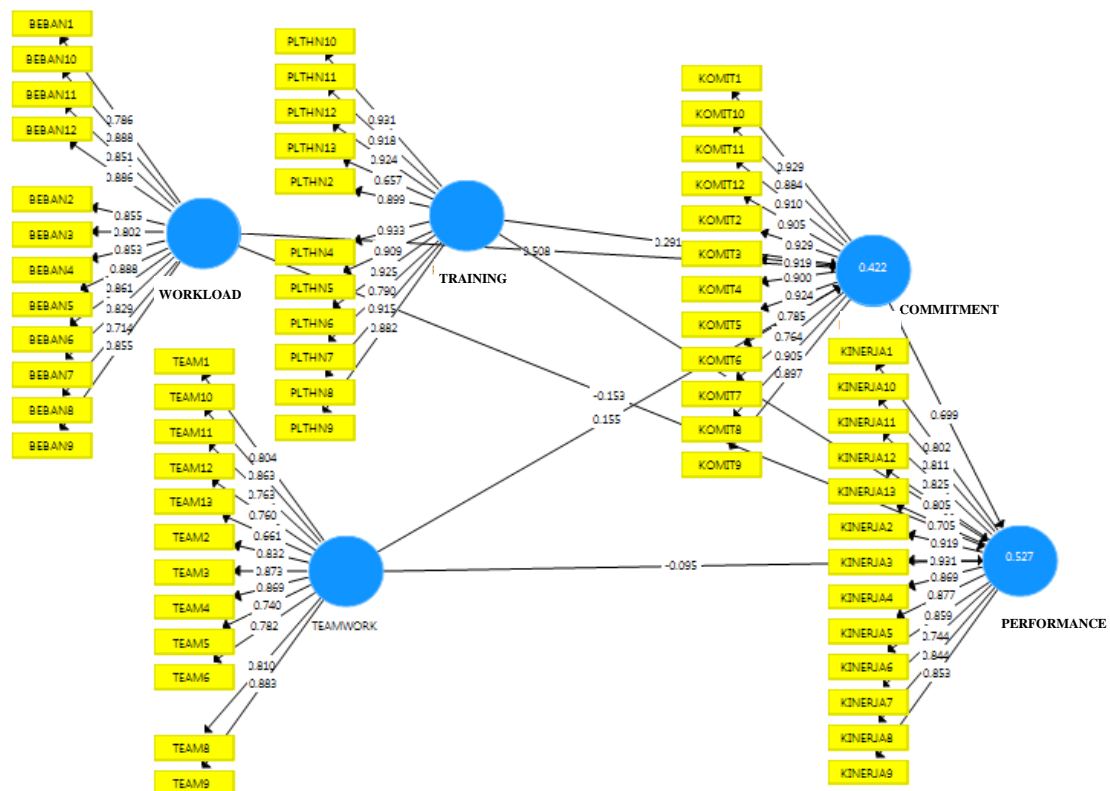 BEBAN1
BEBAN10
BEBAN11
BEBAN12
BEBAN2
BEBAN3
BEBAN4
BEBAN5
BEBAN6
BEBAN7
BEBAN8
BEBAN9
0.786
0.888
0.851
0.886
0.855
0.802
0.853
0.888
0.861
0.829
0.714
0.855
WORKLOAD
PLTHN10
PLTHN11
PLTHN12
PLTHN13
PLTHN2
PLTHN4
PLTHN5
PLTHN6
PLTHN7
PLTHN8
PLTHN9
0.931
0.918
0.924
0.657
0.899
0.933
0.909
0.925
0.790
0.915
0.882
TRAINING
TEAM1
TEAM10
TEAM11
TEAM12
TEAM13
TEAM2
TEAM3
TEAM4
TEAM5
TEAM6
TEAM8
TEAM9
0.804
0.863
0.763
0.760
0.661
0.832
0.873
0.869
0.740
0.782
0.810
0.883
TEAMWORK
0.291
0.508
-0.153
0.155
-0.095
KOMIT1
KOMIT10
KOMIT11
KOMIT12
KOMIT2
KOMIT3
KOMIT4
KOMIT5
KOMIT6
KOMIT7
KOMIT8
KOMIT9
0.929
0.884
0.910
0.905
0.929
0.919
0.900
0.924
0.785
0.764
0.905
0.897
0.422
COMMITMENT
0.699
KINERJA1
KINERJA10
KINERJA11
KINERJA12
KINERJA13
KINERJA2
KINERJA3
KINERJA4
KINERJA5
KINERJA6
KINERJA7
KINERJA8
KINERJA9
0.802
0.811
0.825
0.805
0.705
0.919
0.931
0.869
0.877
0.859
0.744
0.844
0.853
0.527
PERFORMANCE